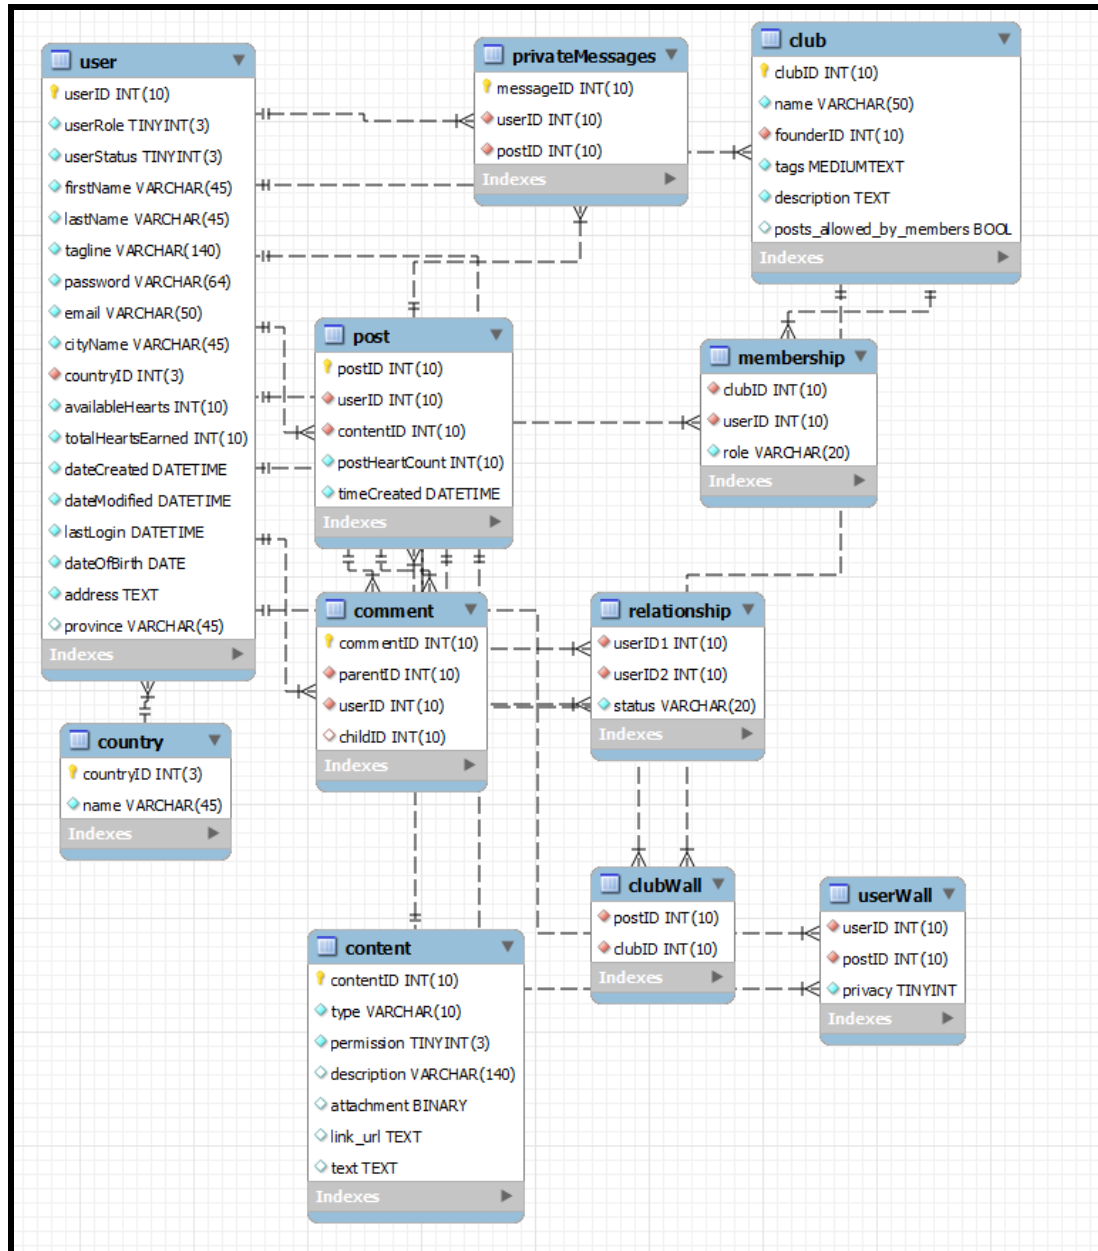 user
userID INT(10)
userRole TINYINT(3)
userStatus TINYINT(3)
firstName VARCHAR(45)
lastName VARCHAR(45)
tagline VARCHAR(140)
password VARCHAR(64)
email VARCHAR(50)
cityName VARCHAR(45)
countryID INT(3)
availableHearts INT(10)
totalHeartsEarned INT(10)
dateCreated DATETIME
dateModified DATETIME
lastLogin DATETIME
dateOfBirth DATE
address TEXT
province VARCHAR(45)
Indexes
privateMessages
messageID INT(10)
userID INT(10)
postID INT(10)
Indexes
club
clubID INT(10)
name VARCHAR(50)
founderID INT(10)
tags MEDIUMTEXT
description TEXT
posts_allowed_by_members BOOL
Indexes
post
postID INT(10)
userID INT(10)
contentID INT(10)
postHeartCount INT(10)
timeCreated DATETIME
Indexes
membership
clubID INT(10)
userID INT(10)
role VARCHAR(20)
Indexes
comment
commentID INT(10)
parentID INT(10)
userID INT(10)
childID INT(10)
Indexes
relationship
userID1 INT(10)
userID2 INT(10)
status VARCHAR(20)
Indexes
country
countryID INT(3)
name VARCHAR(45)
Indexes
clubWall
postID INT(10)
clubID INT(10)
Indexes
userWall
userID INT(10)
postID INT(10)
privacy TINYINT
Indexes
content
contentID INT(10)
type VARCHAR(10)
permission TINYINT(3)
description VARCHAR(140)
attachment BINARY
link_url TEXT
text TEXT
Indexes